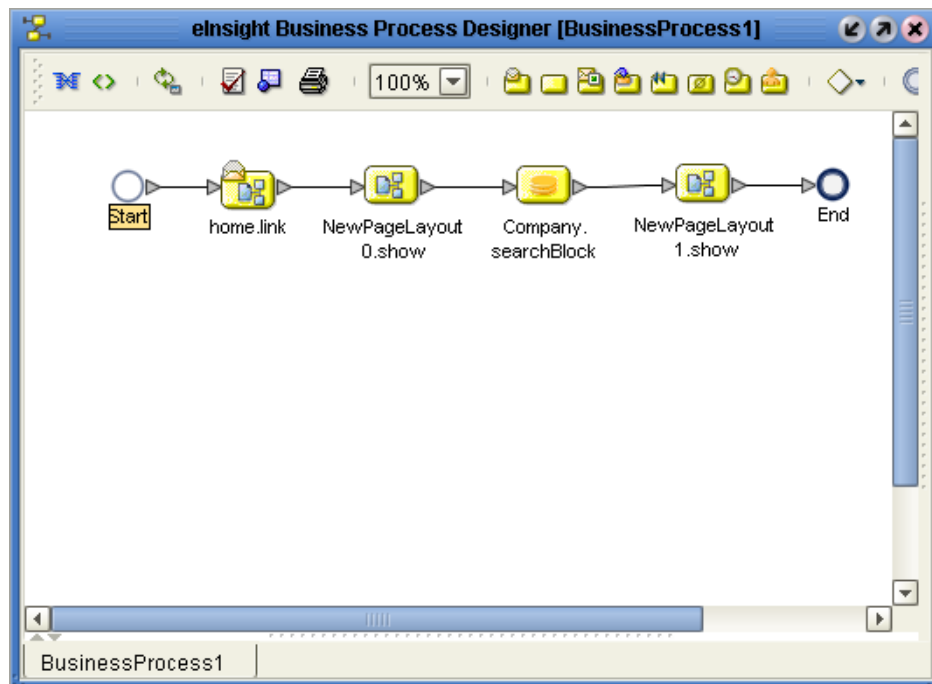 eInsight Business Process Designer [BusinessProcess1]
100%
Start
home.link
NewPageLayout
0.show
Company.
searchBlock
NewPageLayout
1.show
End
BusinessProcess1